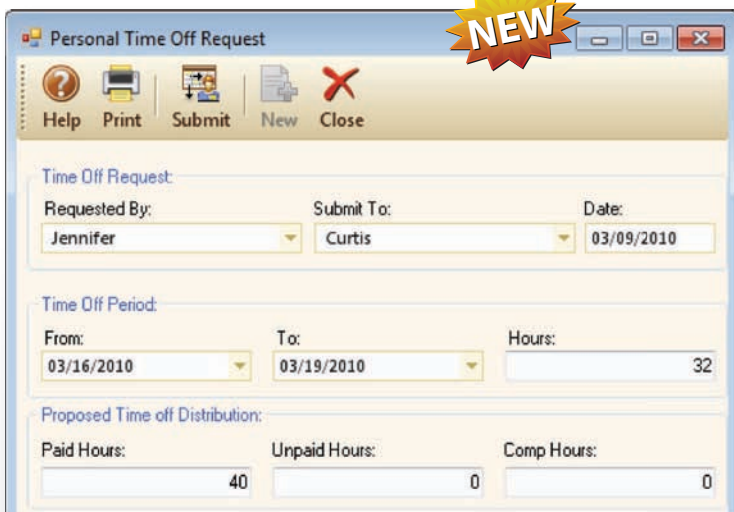 NEW
Personal Time Off Request
Help Print Submit New Close
Time Off Request:
Requested By: Submit To: Date:
Jennifer Curtis 03/09/2010
Time Off Period:
From: To: Hours:
03/16/2010 03/19/2010 32
Proposed Time off Distribution:
Paid Hours: Unpaid Hours: Comp Hours:
40 0 0